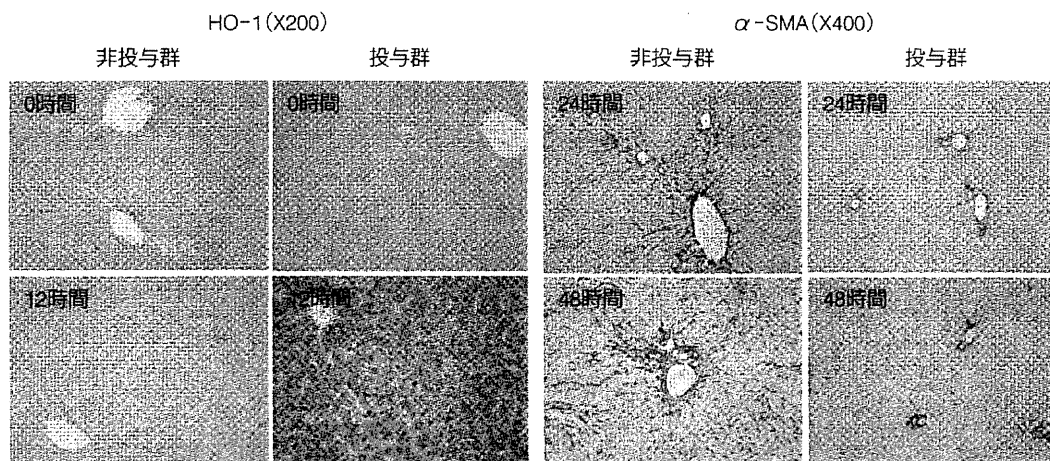 HO-1(X200)
α-SMA(X400)
非投与群
投与群
非投与群
投与群
0時間
0時間
24時間
24時間
12時間
12時間
48時間
48時間